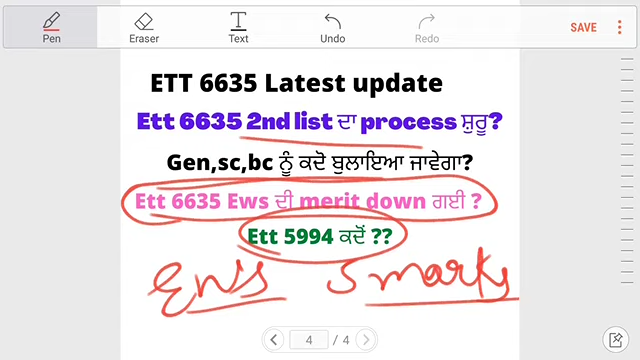 Pen Eraser Text Undo Redo SAVE
ETT 6635 Latest update
Ett 6635 2nd list ਦਾ process ਸ਼ੁਰੂ?
Gen,sc,bc ਨੂੰ ਕਦੋ ਬੁਲਾਇਆ ਜਾਵੇਗਾ?
Ett 6635 Ews ਦੀ merit down ਗਈ ?
Ett 5994 ਕਦੋਂ ??
Ews 5 marks
4 / 4